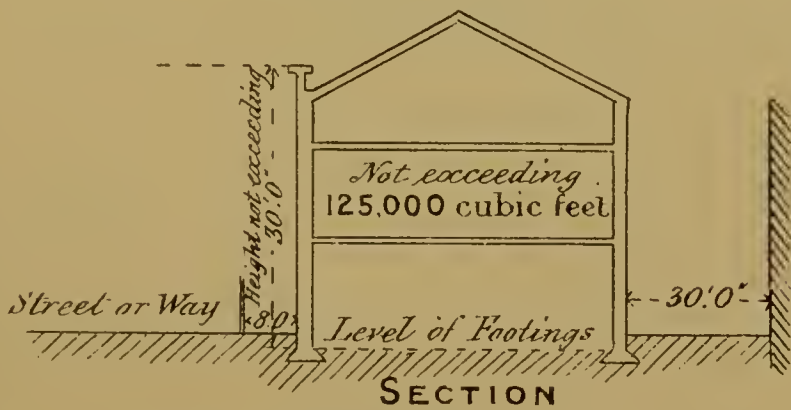 Height not exceeding
30'.0"
Not exceeding.
125,000 cubic feet
Street or Way
8.0"
30'.0"
Level of Footings
SECTION